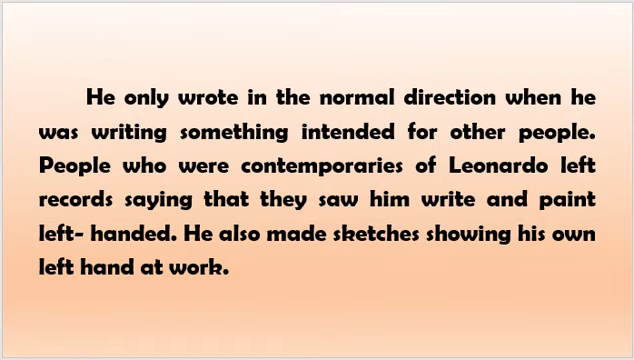 He only wrote in the normal direction when he
was writing something intended for other people.
People who were contemporaries of Leonardo left
records saying that they saw him write and paint
left- handed. He also made sketches showing his own
left hand at work.